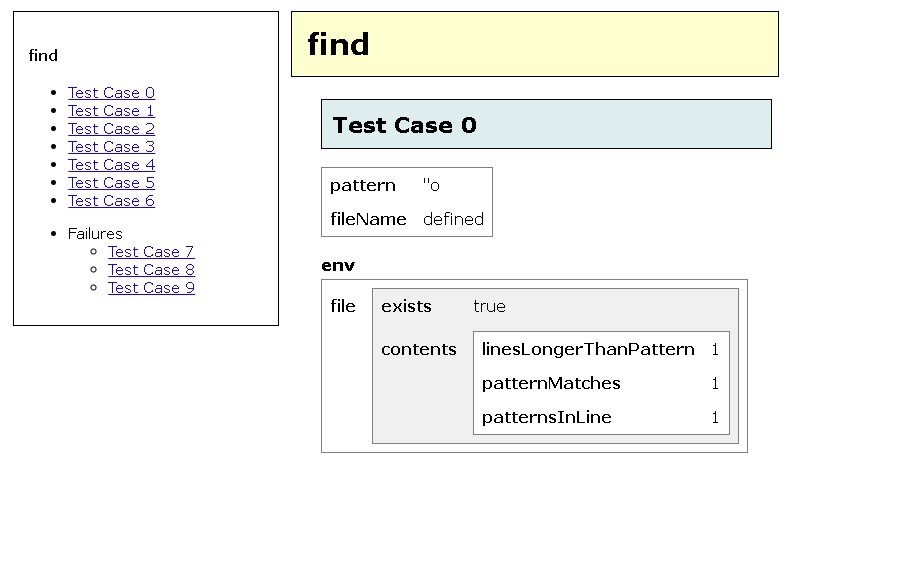 find
Test Case 0
Test Case 1
Test Case 2
Test Case 3
Test Case 4
Test Case 5
Test Case 6
Failures
Test Case 7
Test Case 8
Test Case 9
find
Test Case 0
pattern "o
fileName defined
env
file exists true
contents linesLongerThanPattern 1
patternMatches 1
patternsInLine 1